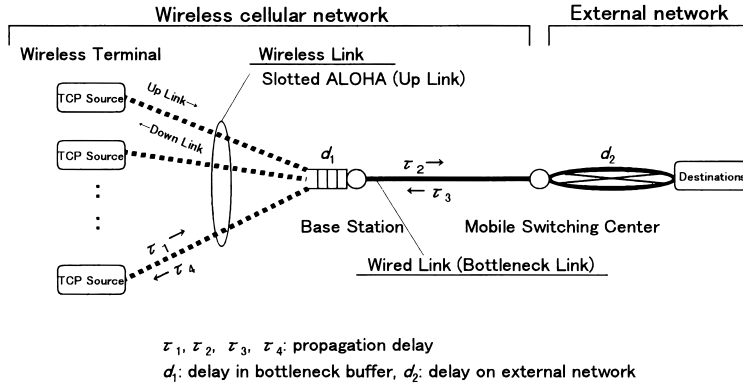 Wireless cellular network
External network
Wireless Terminal
Wireless Link
Slotted ALOHA (Up Link)
TCP Source
Up Link→
←Down Link
TCP Source
d1
τ2 →
← τ3
d2
Destinations
τ1 →
← τ4
Base Station
Mobile Switching Center
Wired Link (Bottleneck Link)
TCP Source
τ1, τ2, τ3, τ4: propagation delay
d1: delay in bottleneck buffer, d2: delay on external network